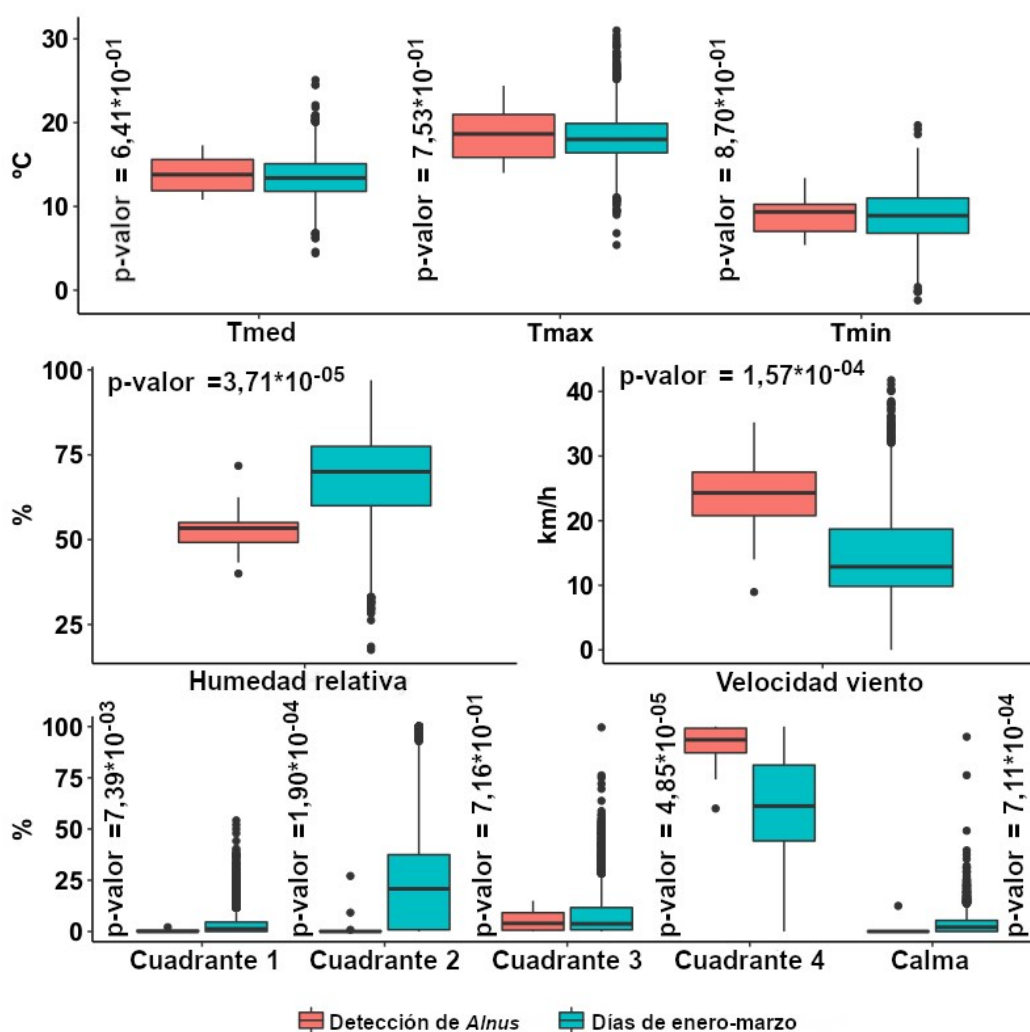 30
20
10
0
ºC
p-valor = 6,41*10-01
p-valor = 7,53*10-01
p-valor = 8,70*10-01
Tmed
Tmax
Tmin
100
75
50
25
%
p-valor =3,71*10-05
Humedad relativa
40
30
20
10
0
km/h
p-valor = 1,57*10-04
Velocidad viento
100
75
50
25
0
%
p-valor =7,39*10-03
p-valor =1,90*10-04
p-valor = 7,16*10-01
p-valor = 4,85*10-05
p-valor = 7,11*10-04
Cuadrante 1
Cuadrante 2
Cuadrante 3
Cuadrante 4
Calma
Detección de Alnus
Días de enero-marzo